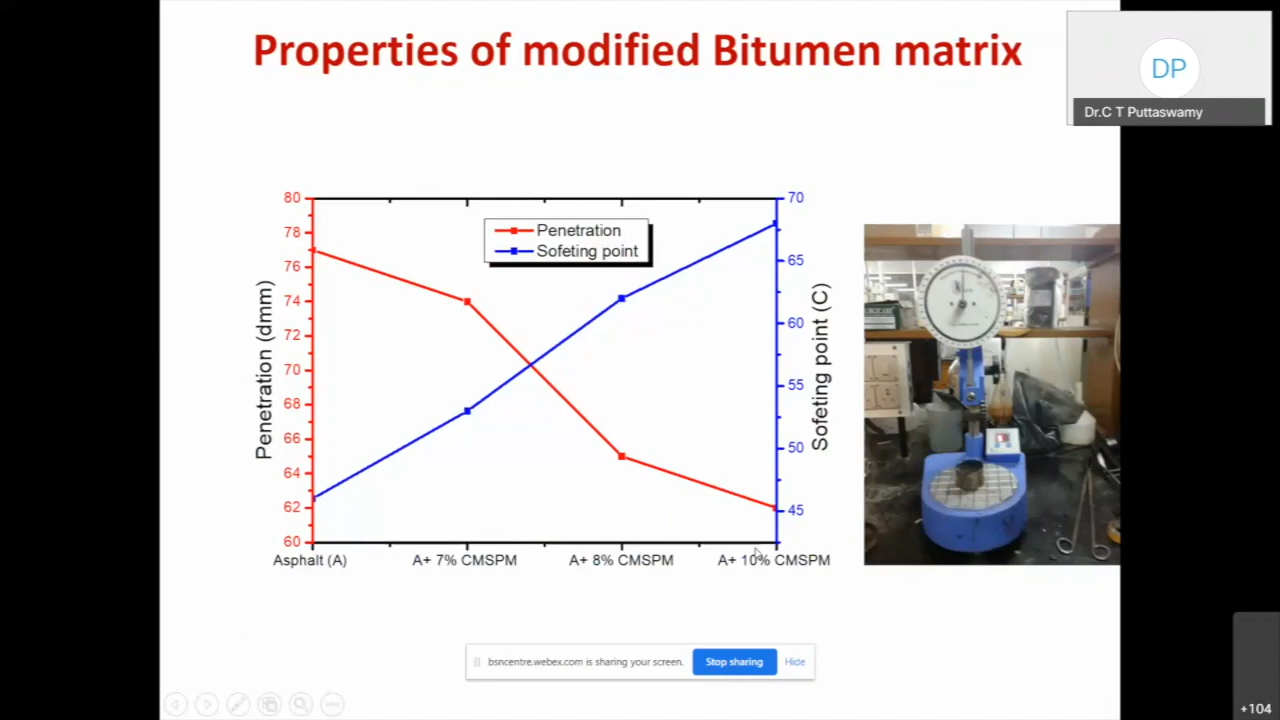 Properties of modified Bitumen matrix
DP
Dr.C T Puttaswamy
80
78
76
74
72
70
68
66
64
62
60
Penetration (dmm)
Penetration
Sofeting point
70
65
60
55
50
45
Sofeting point (C)
Asphalt (A)
A+ 7% CMSPM
A+ 8% CMSPM
A+ 10% CMSPM
bsncentre.webex.com is sharing your screen.
Stop sharing
Hide
+104